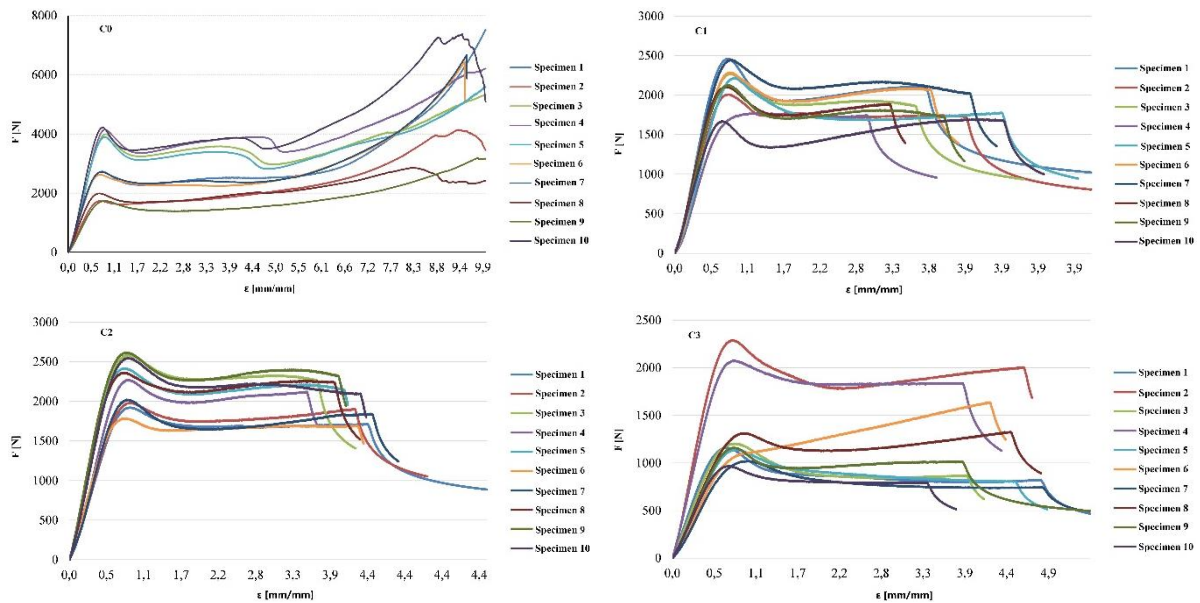 C0
8000
6000
4000
2000
0
F [N]
0,0 0,5 1,1 1,7 2,2 2,8 3,3 3,9 4,4 5,0 5,5 6,1 6,6 7,2 7,7 8,3 8,8 9,4 9,9
ε [mm/mm]
Specimen 1
Specimen 2
Specimen 3
Specimen 4
Specimen 5
Specimen 6
Specimen 7
Specimen 8
Specimen 9
Specimen 10
C1
3000
2500
2000
1500
1000
500
0
F [N]
0,0 0,5 1,1 1,7 2,2 2,8 3,3 3,8 3,9 3,9 3,9
ε [mm/mm]
Specimen 1
Specimen 2
Specimen 3
Specimen 4
Specimen 5
Specimen 6
Specimen 7
Specimen 8
Specimen 9
Specimen 10
C2
3000
2500
2000
1500
1000
500
0
F [N]
0,0 0,5 1,1 1,7 2,2 2,8 3,3 3,9 4,4 4,4 4,4 4,4
ε [mm/mm]
Specimen 1
Specimen 2
Specimen 3
Specimen 4
Specimen 5
Specimen 6
Specimen 7
Specimen 8
Specimen 9
Specimen 10
C3
2500
2000
1500
1000
500
0
F [N]
0,0 0,5 1,1 1,7 2,2 2,8 3,3 3,9 4,4 4,9
ε [mm/mm]
Specimen 1
Specimen 2
Specimen 3
Specimen 4
Specimen 5
Specimen 6
Specimen 7
Specimen 8
Specimen 9
Specimen 10